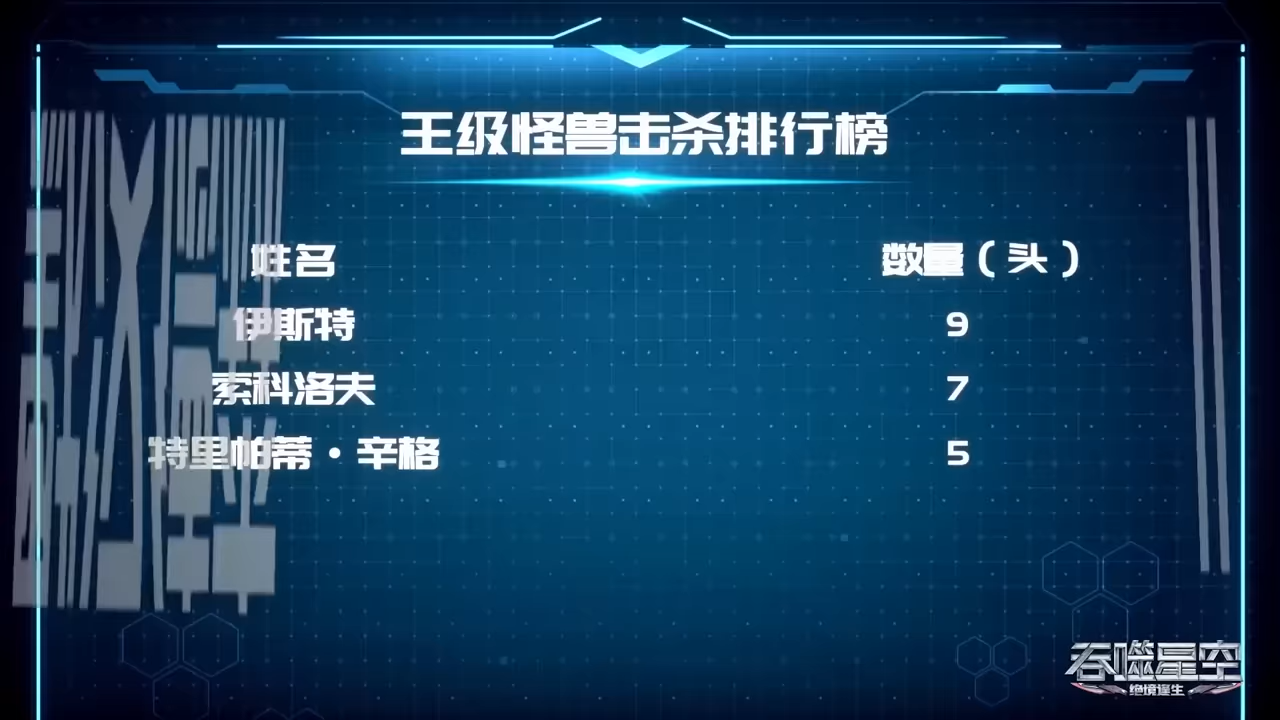 王级怪兽击杀排行榜
姓名 数量（头）
伊斯特 9
索科洛夫 7
特里帕蒂·辛格 5
吞噬星空
绝境逢生